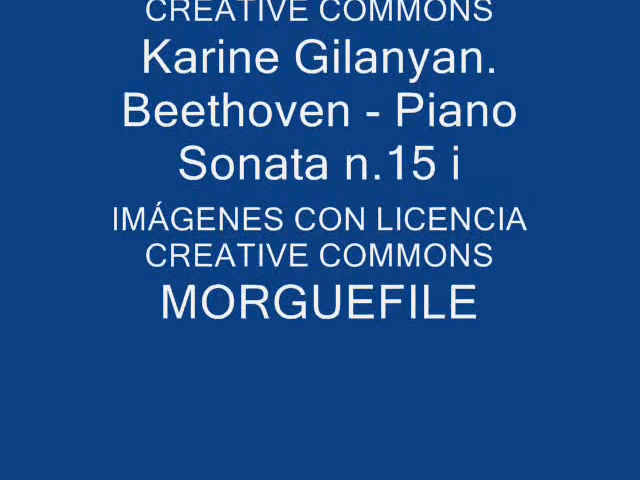 CREATIVE COMMONS
Karine Gilanyan.
Beethoven - Piano
Sonata n.15 i
IMÁGENES CON LICENCIA
CREATIVE COMMONS
MORGUEFILE